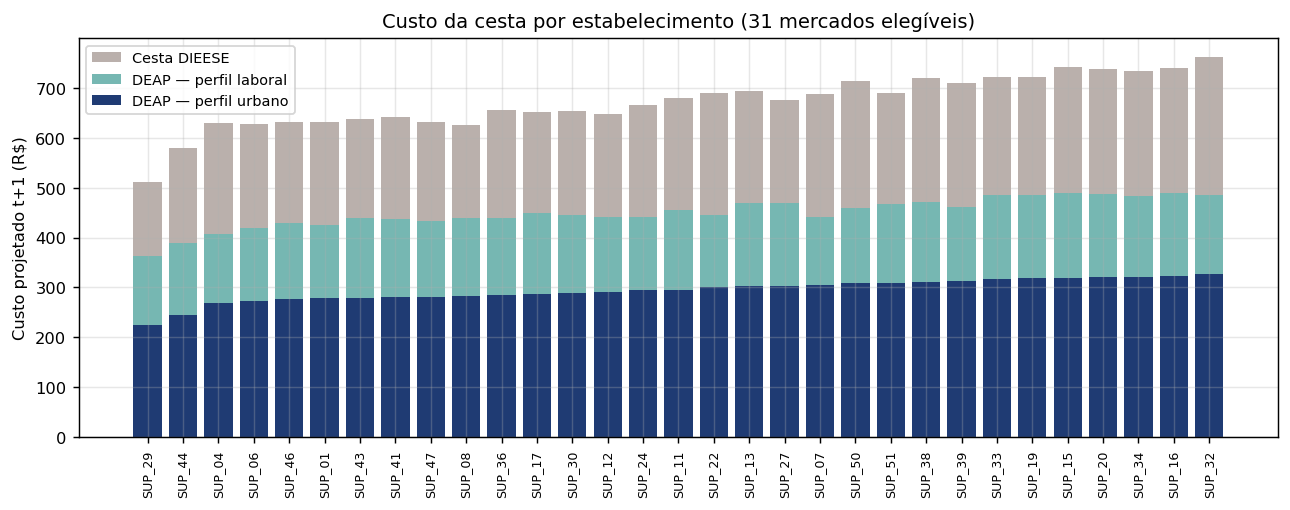 Custo da cesta por estabelecimento (31 mercados elegíveis)
Cesta DIEESE
DEAP — perfil laboral
DEAP — perfil urbano
Custo projetado t+1 (R$)
700
600
500
400
300
200
100
0
SUP_29
SUP_44
SUP_04
SUP_06
SUP_46
SUP_01
SUP_43
SUP_41
SUP_47
SUP_08
SUP_36
SUP_17
SUP_30
SUP_12
SUP_24
SUP_11
SUP_22
SUP_13
SUP_27
SUP_07
SUP_50
SUP_51
SUP_38
SUP_39
SUP_33
SUP_19
SUP_15
SUP_20
SUP_34
SUP_16
SUP_32